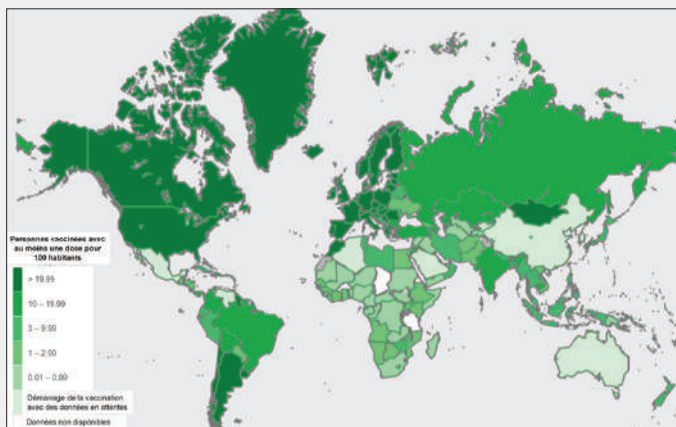 Personnes vaccinées avec
au moins une dose pour
100 habitants
> 19.99
10 – 19.99
3 – 9.99
1 – 2.99
0.01 – 0.99
Démarrage de la vaccination
avec des données en attentes
Données non disponibles